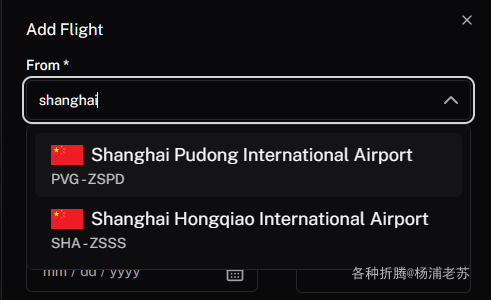 Add Flight
From *
shanghai
Shanghai Pudong International Airport
PVG - ZSPD
Shanghai Hongqiao International Airport
SHA - ZSSS
mm / dd / yyyy
各种折腾@杨浦老苏